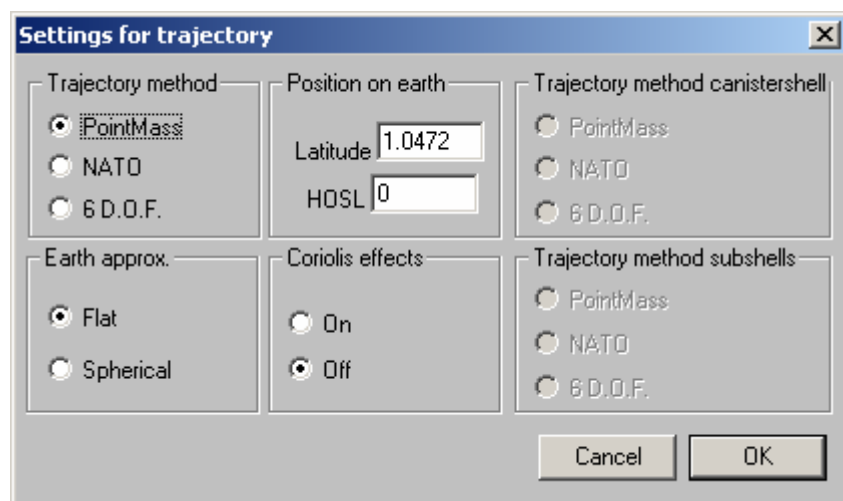 Settings for trajectory
Trajectory method
PointMass
NATO
6 D.O.F.
Position on earth
Latitude 1.0472
HOSL 0
Trajectory method canistershell
PointMass
NATO
6 D.O.F.
Earth approx.
Flat
Spherical
Coriolis effects
On
Off
Trajectory method subshells
PointMass
NATO
6 D.O.F.
Cancel
OK